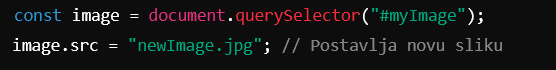 const image = document.querySelector("#myImage");
image.src = "newImage.jpg"; // Postavlja novu sliku